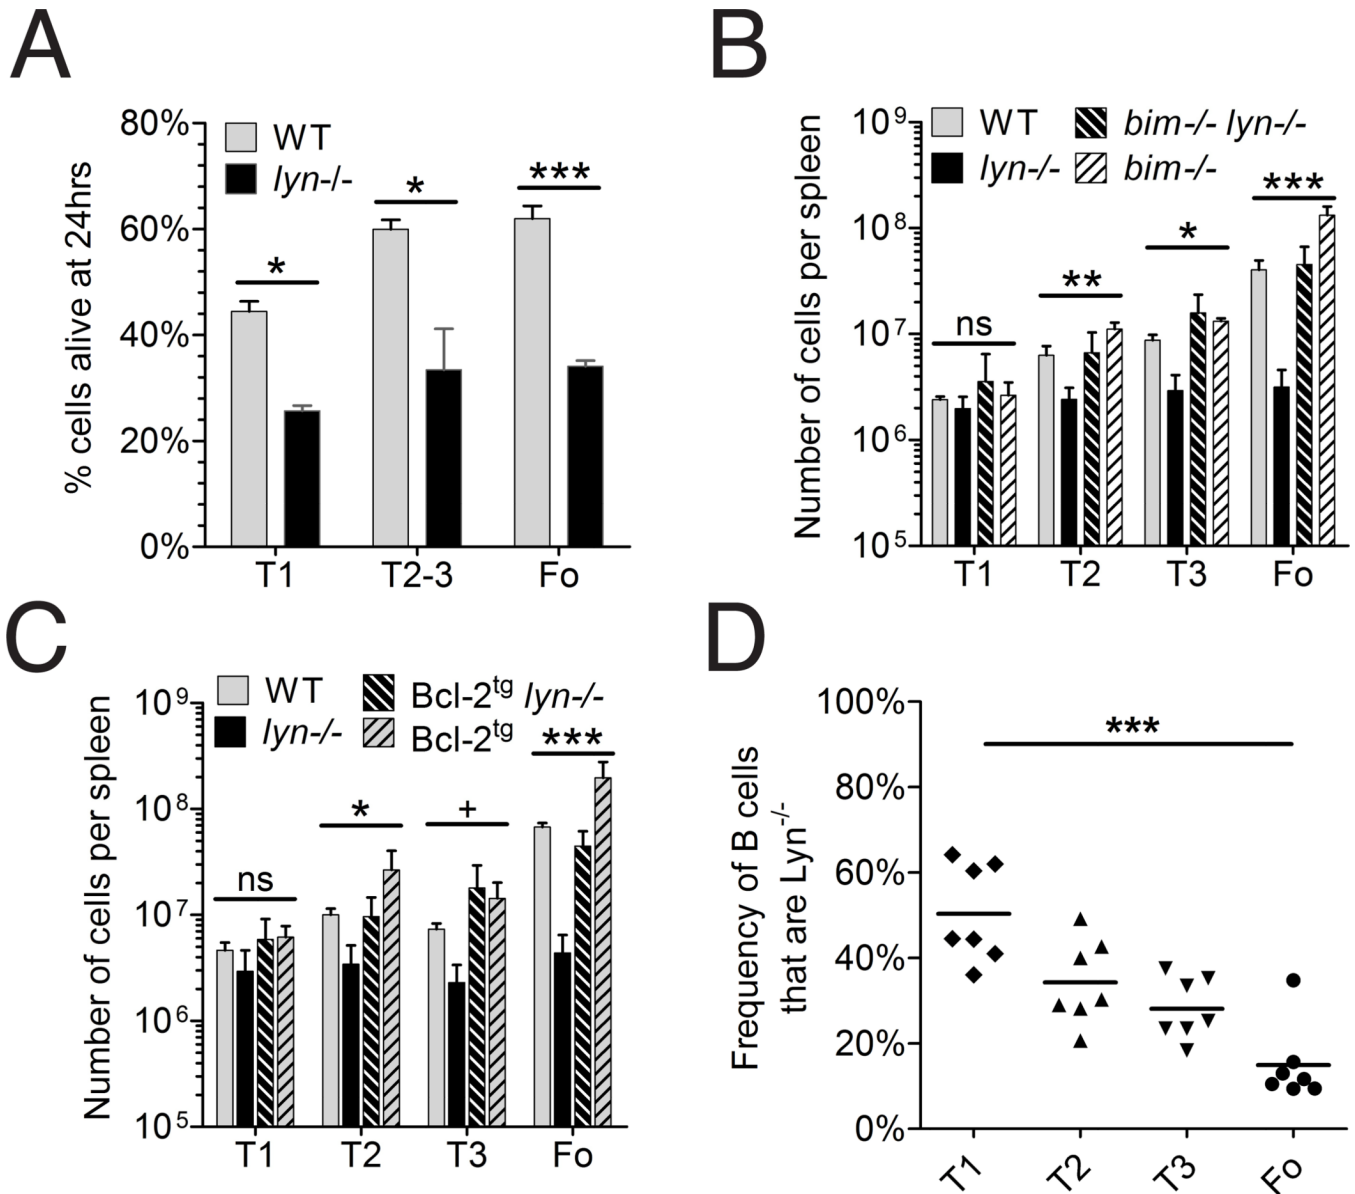 A
% cells alive at 24hrs
80%
60%
40%
20%
0%
WT
lyn-/-
*
*
***
T1
T2-3
Fo
B
Number of cells per spleen
10⁹
10⁸
10⁷
10⁶
10⁵
WT
lyn-/-
bim-/- lyn-/-
bim-/-
ns
**
*
***
T1
T2
T3
Fo
C
Number of cells per spleen
10⁹
10⁸
10⁷
10⁶
10⁵
WT
lyn-/-
Bcl-2ᵗᵍ lyn-/-
Bcl-2ᵗᵍ
ns
*
+
***
T1
T2
T3
Fo
D
Frequency of B cells
that are Lyn⁻/⁻
100%
80%
60%
40%
20%
0%
***
T1
T2
T3
Fo